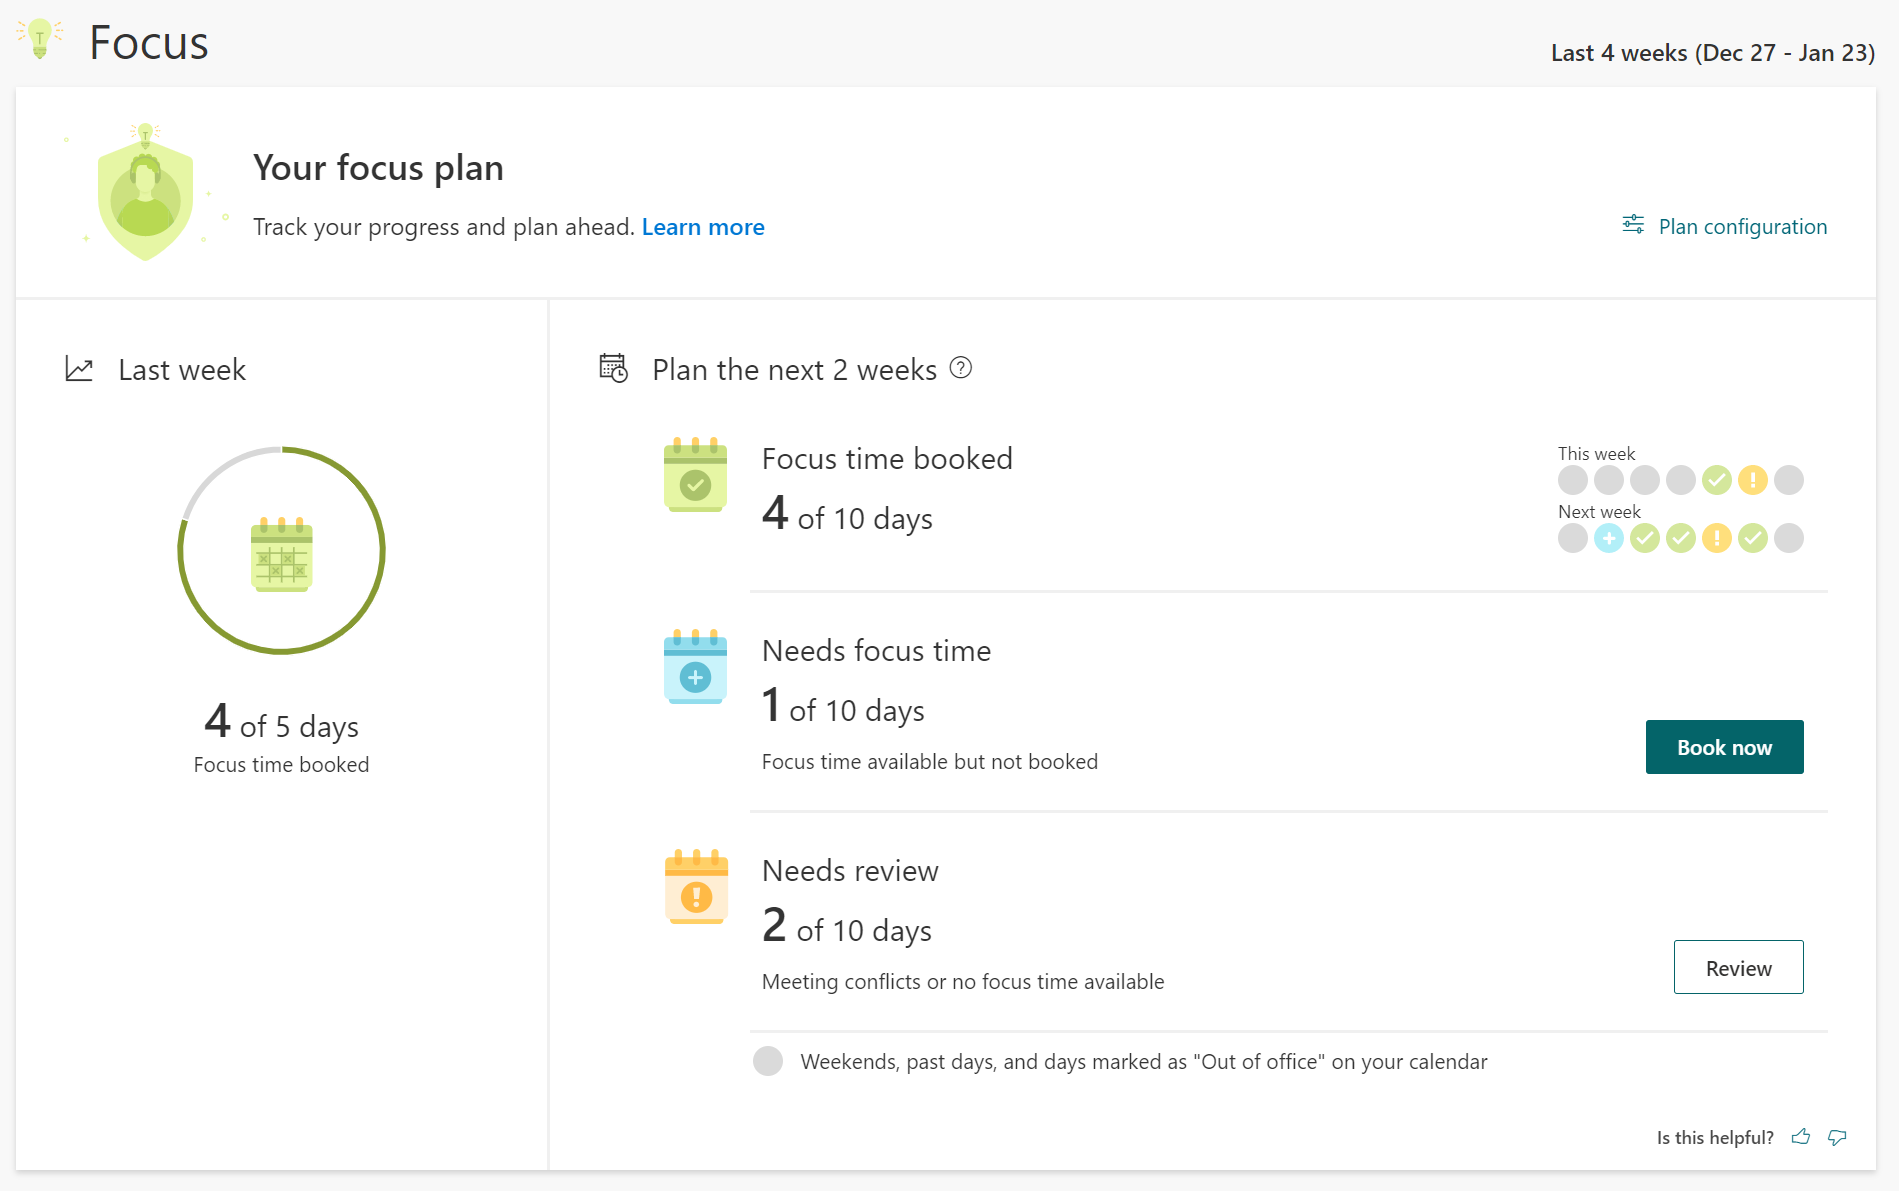 Focus
Last 4 weeks (Dec 27 - Jan 23)
Your focus plan
Track your progress and plan ahead. Learn more
Plan configuration
Last week
4 of 5 days
Focus time booked
Plan the next 2 weeks
Focus time booked
4 of 10 days
This week
Next week
Needs focus time
1 of 10 days
Focus time available but not booked
Book now
Needs review
2 of 10 days
Meeting conflicts or no focus time available
Review
Weekends, past days, and days marked as "Out of office" on your calendar
Is this helpful?